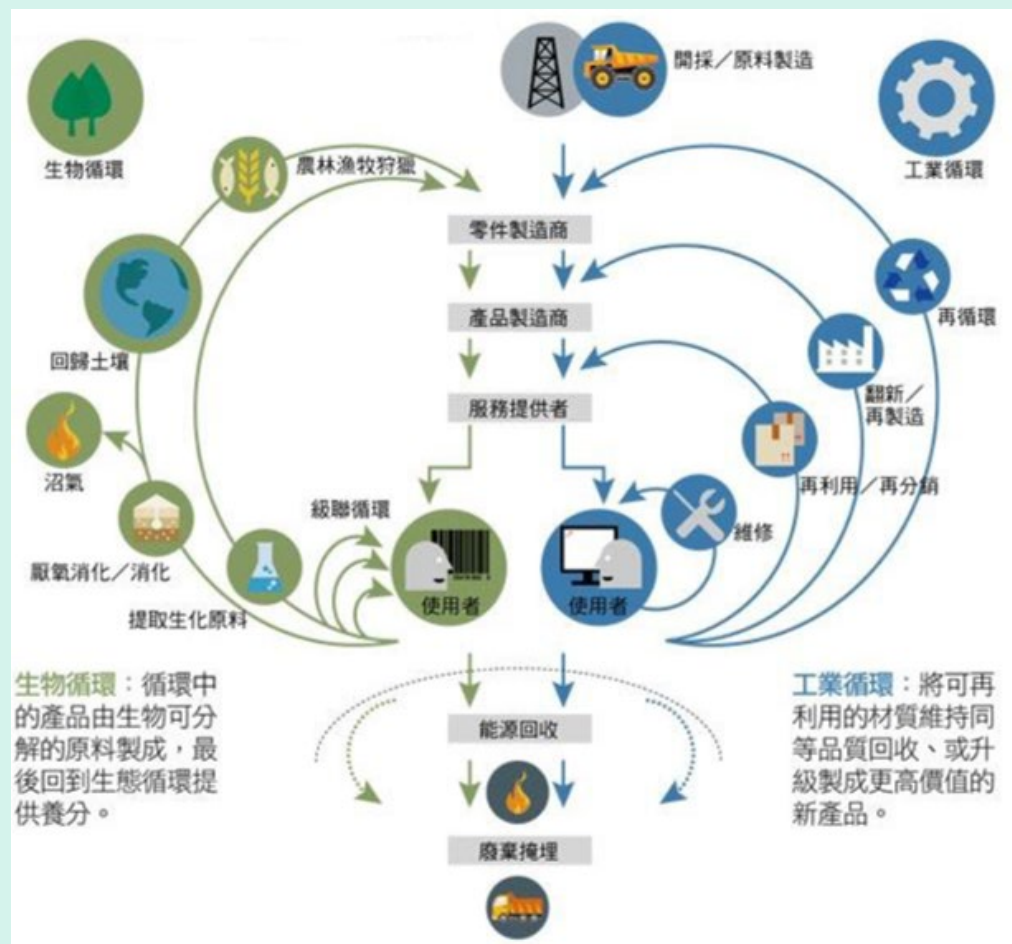 開採／原料製造
生物循環
工業循環
農林漁牧狩獵
零件製造商
再循環
產品製造商
回歸土壤
翻新／
再製造
服務提供者
沼氣
再利用／再分銷
級聯循環
維修
厭氧消化／消化
使用者
使用者
提取生化原料
生物循環：循環中
的產品由生物可分
解的原料製成，最
後回到生態循環提
供養分。
工業循環：將可再
利用的材質維持同
等品質回收、或升
級製成更高價值的
新產品。
能源回收
廢棄掩埋